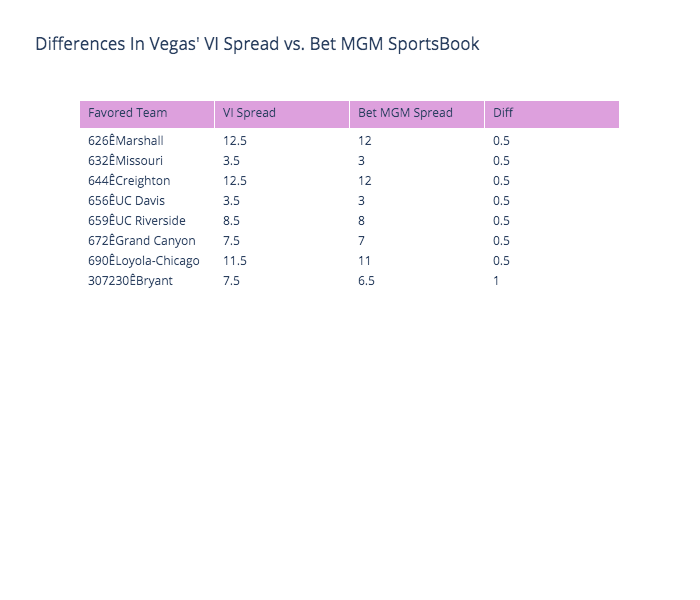 Differences In Vegas' VI Spread vs. Bet MGM SportsBook
Favored Team VI Spread Bet MGM Spread Diff
626ÊMarshall 12.5 12 0.5
632ÊMissouri 3.5 3 0.5
644ÊCreighton 12.5 12 0.5
656ÊUC Davis 3.5 3 0.5
659ÊUC Riverside 8.5 8 0.5
672ÊGrand Canyon 7.5 7 0.5
690ÊLoyola-Chicago 11.5 11 0.5
307230ÊBryant 7.5 6.5 1